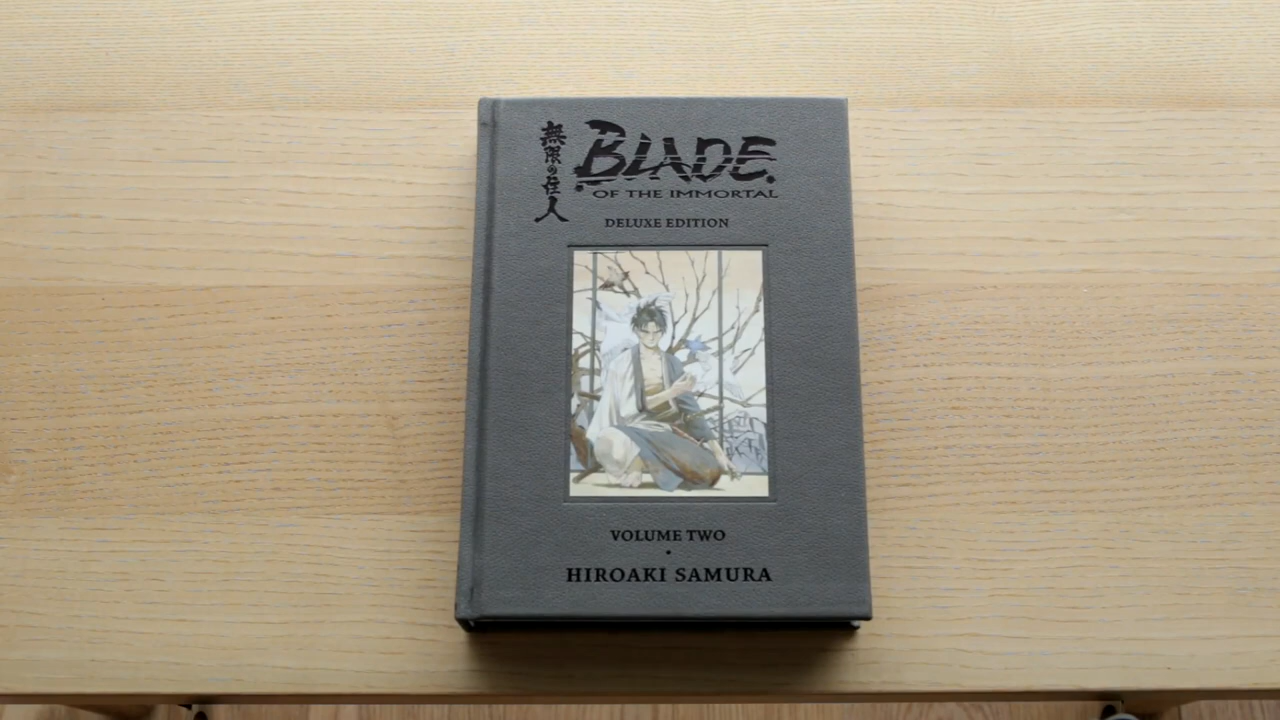 無限の住人
BLADE
OF THE IMMORTAL
DELUXE EDITION
VOLUME TWO
HIROAKI SAMURA